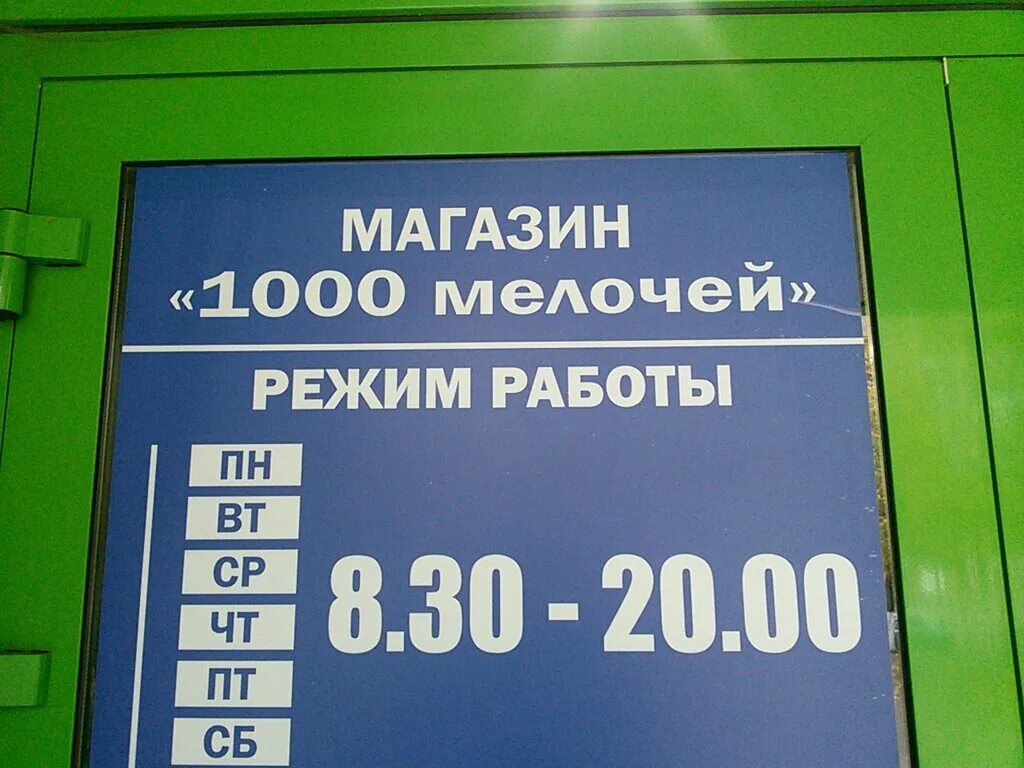 МАГАЗИН
«1000 мелочей»
РЕЖИМ РАБОТЫ
ПН
ВТ
СР
ЧТ
ПТ
СБ
8.30 - 20.00